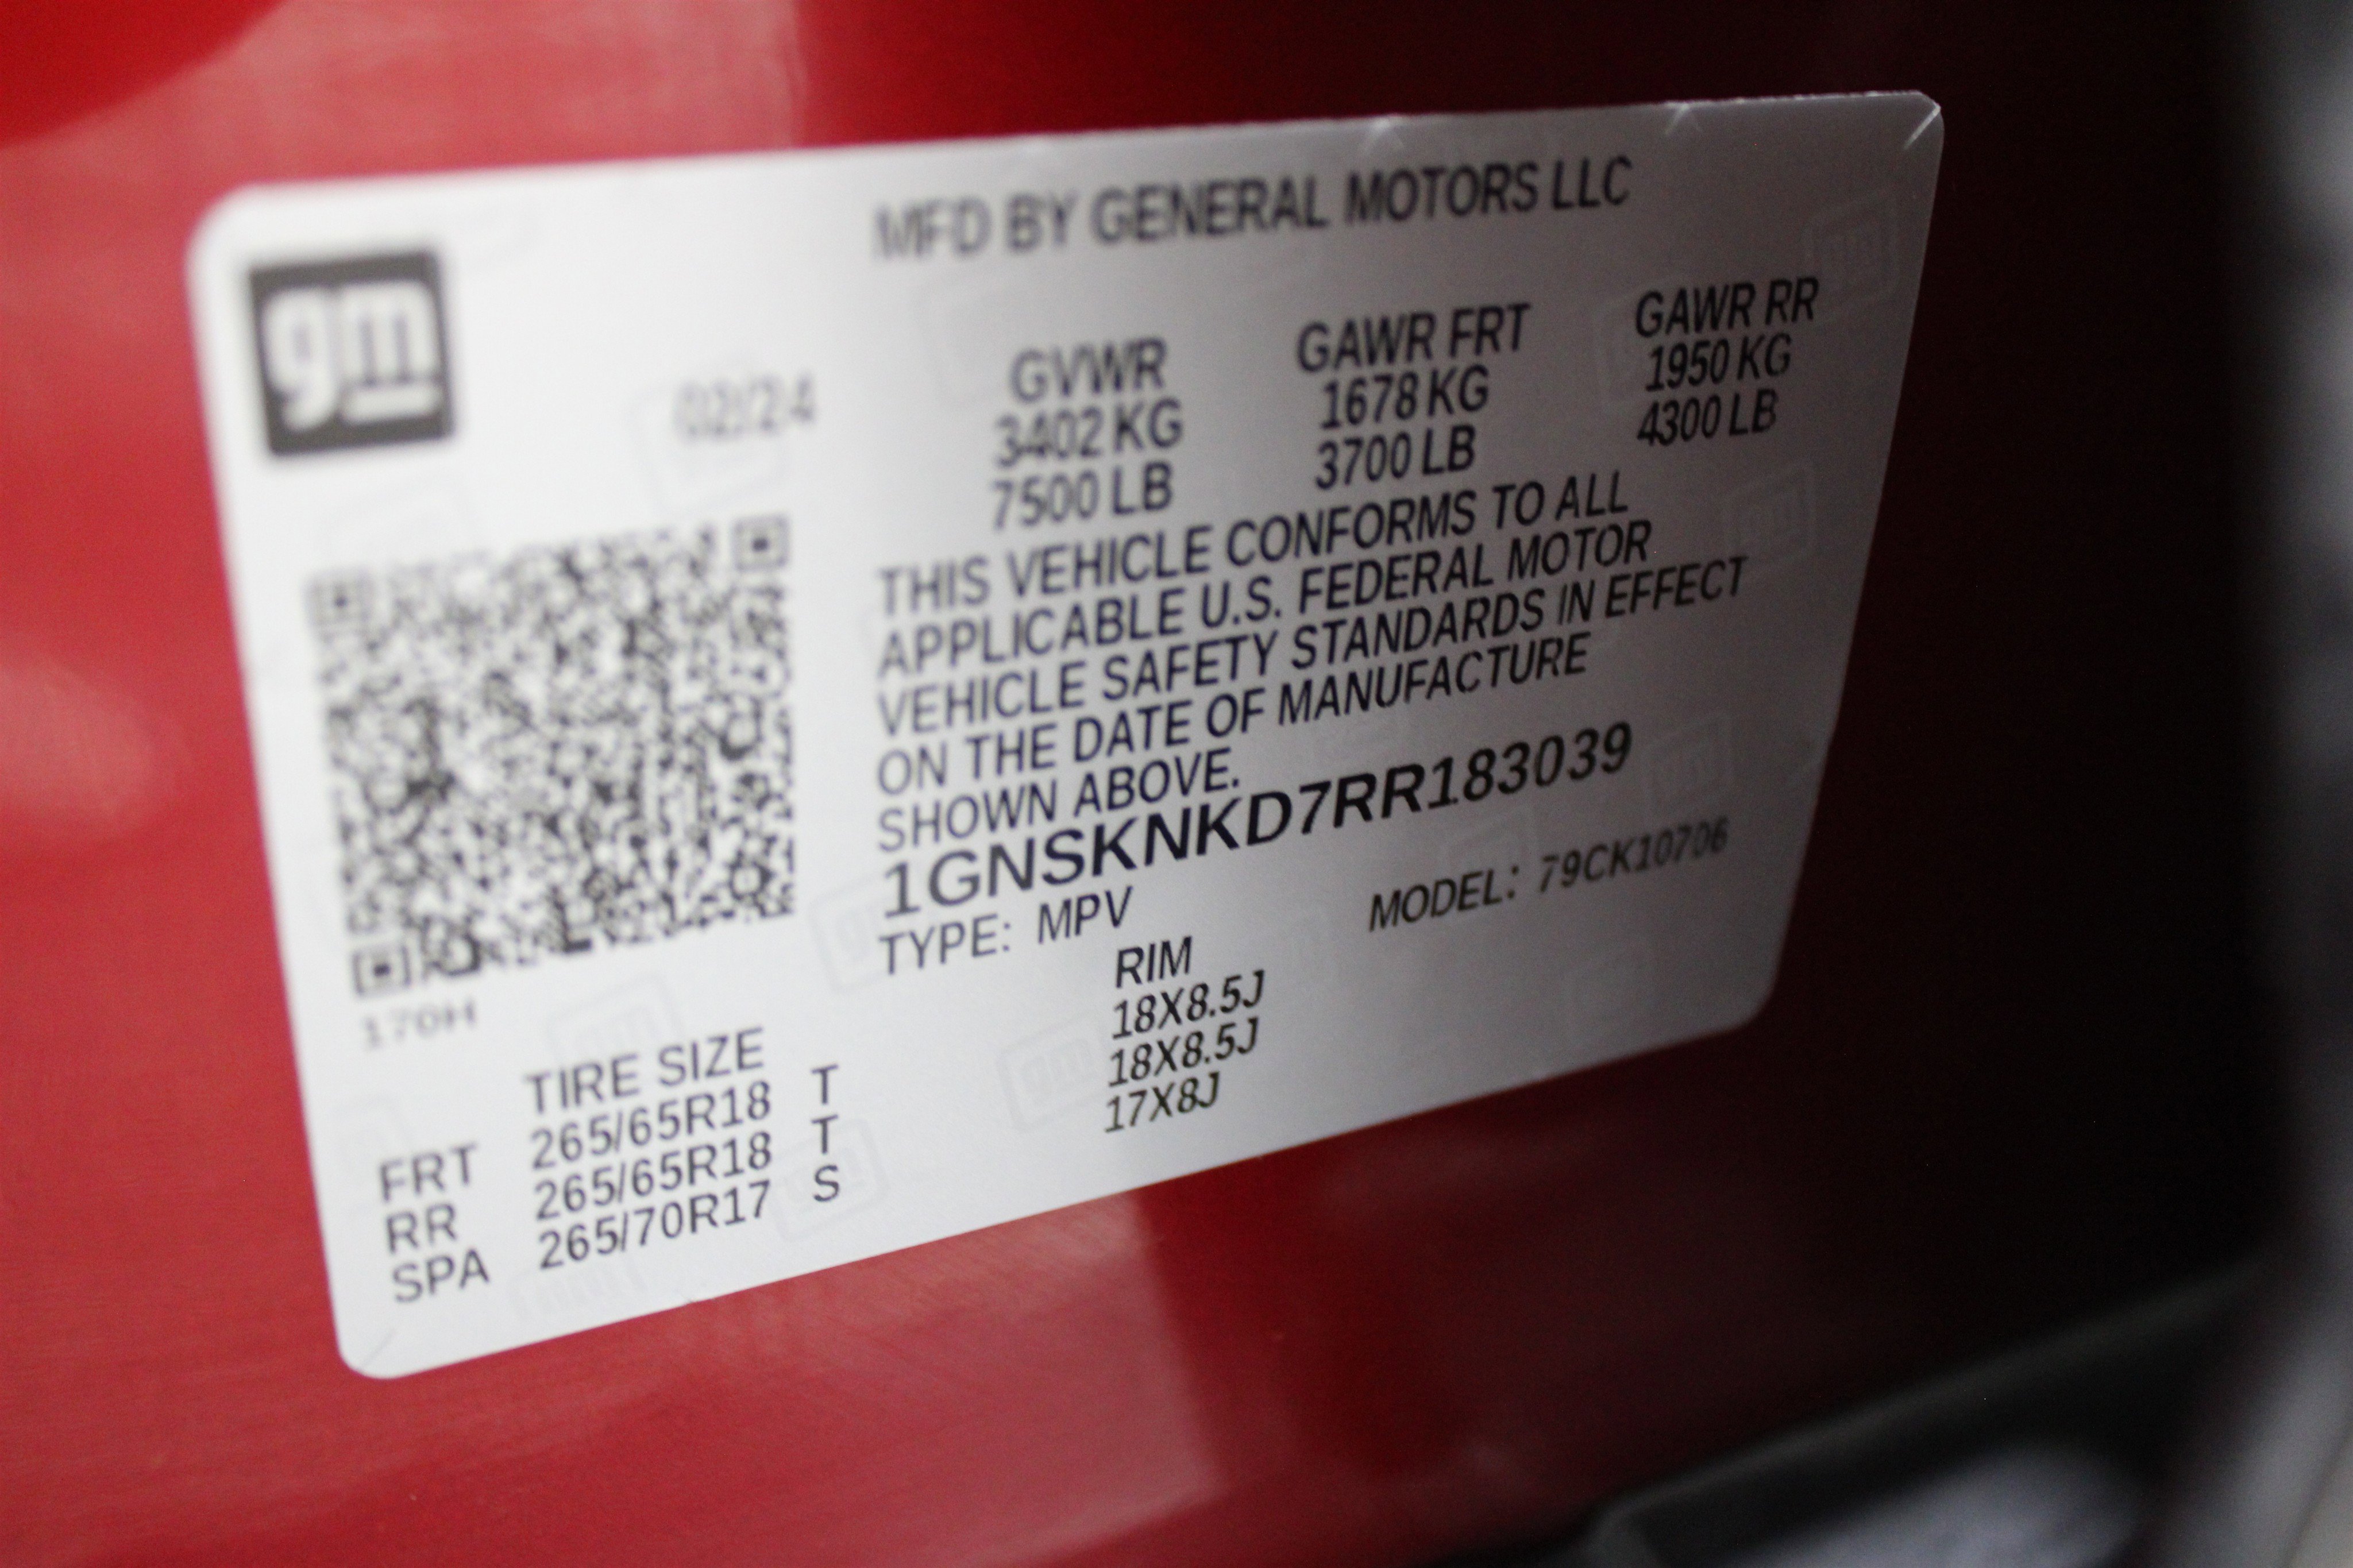 MFD BY GENERAL MOTORS LLC
gm
02/24
GVWR GAWR FRT GAWR RR
3402 KG 1678 KG 1950 KG
7500 LB 3700 LB 4300 LB
THIS VEHICLE CONFORMS TO ALL
APPLICABLE U.S. FEDERAL MOTOR
VEHICLE SAFETY STANDARDS IN EFFECT
ON THE DATE OF MANUFACTURE
SHOWN ABOVE.
1GNSKNKD7RR183039
TYPE: MPV MODEL: 79CK10706
170H
TIRE SIZE RIM
FRT 265/65R18 T 18X8.5J
RR 265/65R18 T 18X8.5J
SPA 265/70R17 S 17X8J